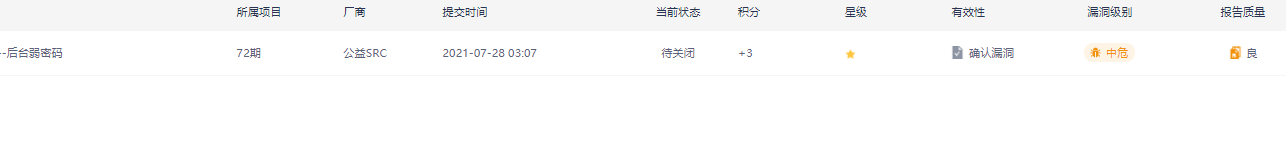 所属项目 厂商 提交时间 当前状态 积分 星级 有效性 漏洞级别 报告质量
--后台弱密码 72期 公益SRC 2021-07-28 03:07 待关闭 +3 确认漏洞 中危 良